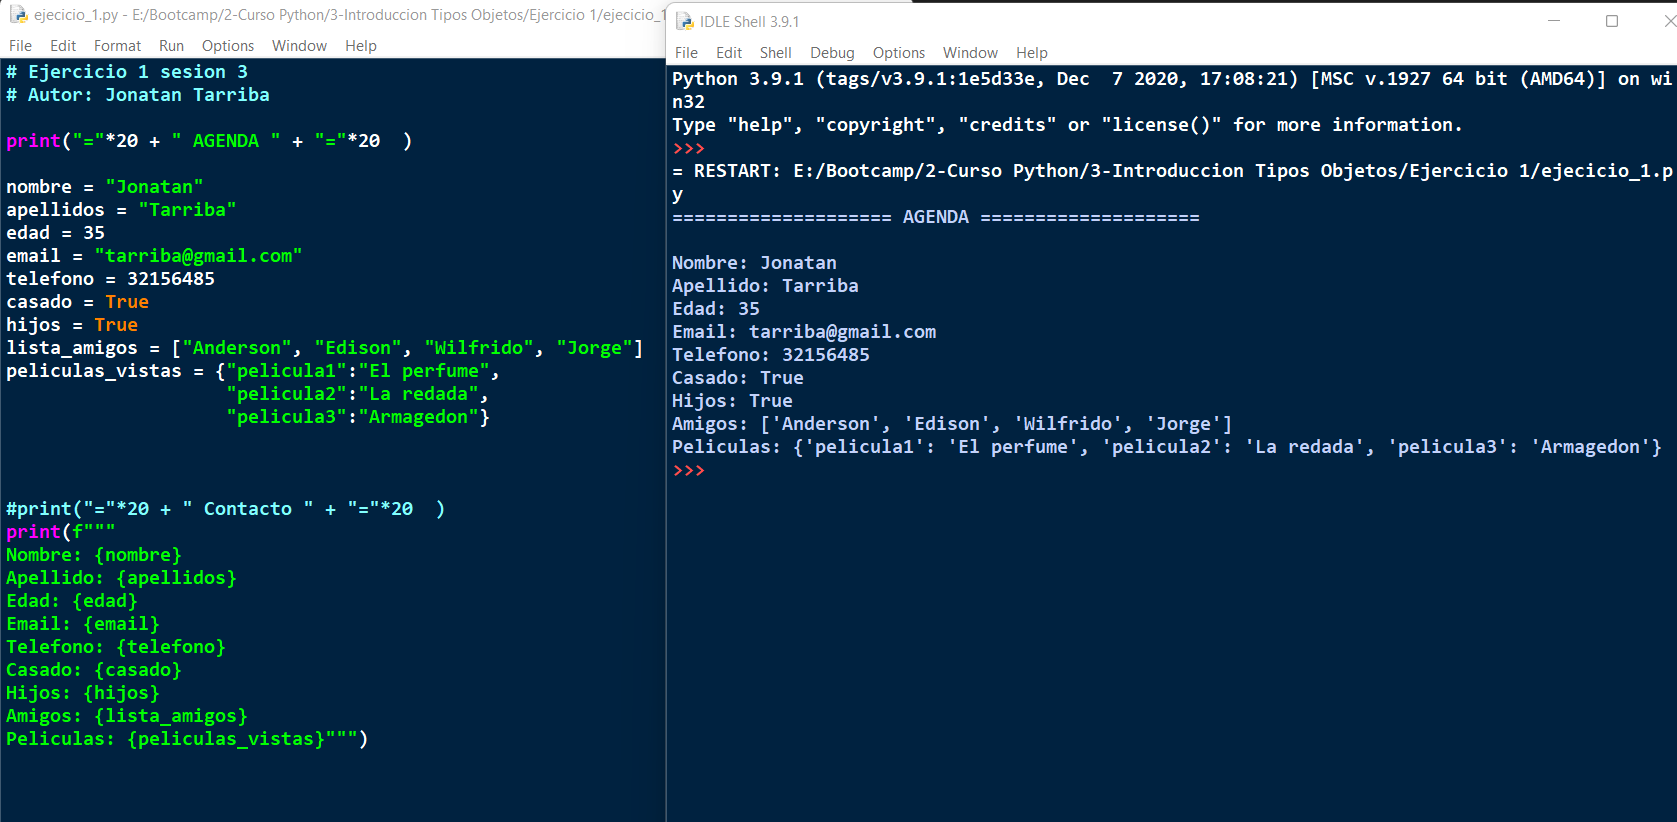 ejecicio_1.py - E:/Bootcamp/2-Curso Python/3-Introduccion Tipos Objetos/Ejercicio 1/ejecicio_1
File Edit Format Run Options Window Help
# Ejercicio 1 sesion 3
# Autor: Jonatan Tarriba
print("="*20 + " AGENDA " + "="*20  )
nombre = "Jonatan"
apellidos = "Tarriba"
edad = 35
email = "tarriba@gmail.com"
telefono = 32156485
casado = True
hijos = True
lista_amigos = ["Anderson", "Edison", "Wilfrido", "Jorge"]
peliculas_vistas = {"pelicula1":"El perfume",
                    "pelicula2":"La redada",
                    "pelicula3":"Armagedon"}
#print("="*20 + " Contacto " + "="*20  )
print(f"""
Nombre: {nombre}
Apellido: {apellidos}
Edad: {edad}
Email: {email}
Telefono: {telefono}
Casado: {casado}
Hijos: {hijos}
Amigos: {lista_amigos}
Peliculas: {peliculas_vistas}""")
IDLE Shell 3.9.1
File Edit Shell Debug Options Window Help
Python 3.9.1 (tags/v3.9.1:1e5d33e, Dec  7 2020, 17:08:21) [MSC v.1927 64 bit (AMD64)] on wi
n32
Type "help", "copyright", "credits" or "license()" for more information.
>>>
= RESTART: E:/Bootcamp/2-Curso Python/3-Introduccion Tipos Objetos/Ejercicio 1/ejecicio_1.p
y
==================== AGENDA ====================
Nombre: Jonatan
Apellido: Tarriba
Edad: 35
Email: tarriba@gmail.com
Telefono: 32156485
Casado: True
Hijos: True
Amigos: ['Anderson', 'Edison', 'Wilfrido', 'Jorge']
Peliculas: {'pelicula1': 'El perfume', 'pelicula2': 'La redada', 'pelicula3': 'Armagedon'}
>>>